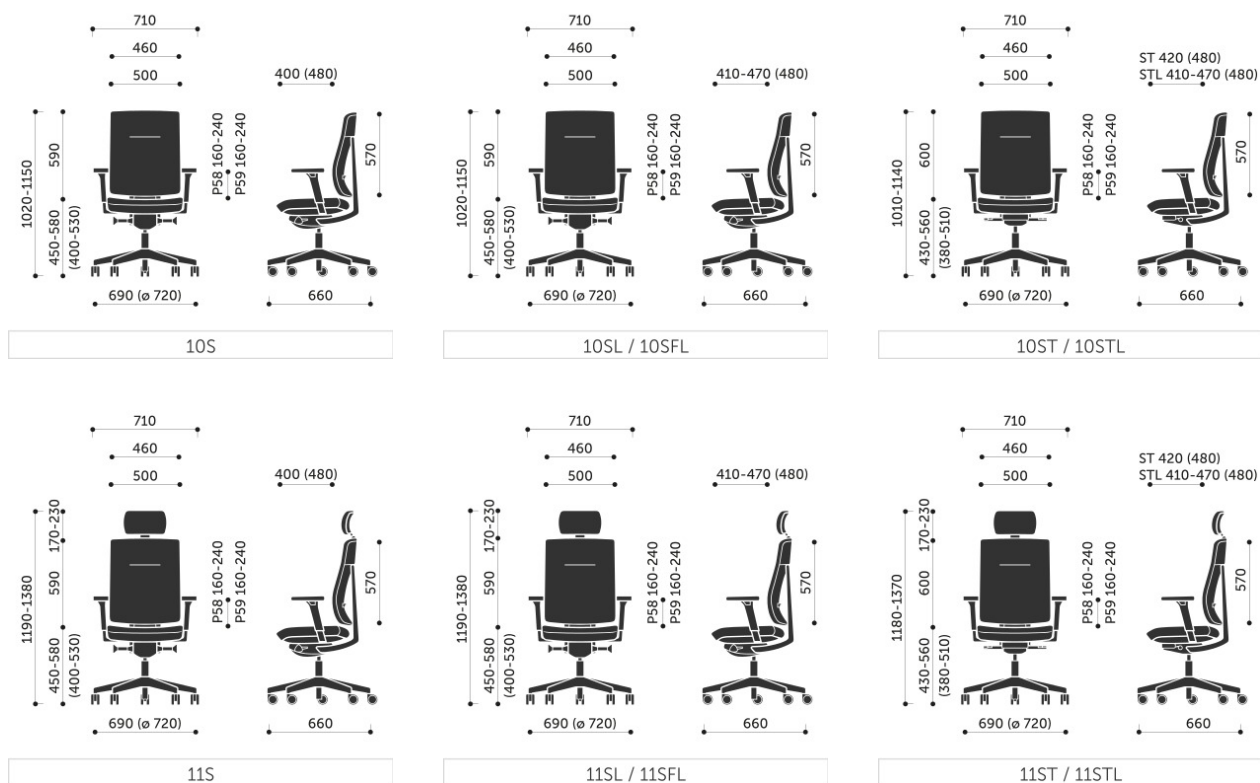 710
460
500
400 (480)
1020-1150
590
450-580
(400-530)
P58 160-240
P59 160-240
570
690 (ø 720)
660
10S
710
460
500
410-470 (480)
1020-1150
590
450-580
(400-530)
P58 160-240
P59 160-240
570
690 (ø 720)
660
10SL / 10SFL
710
460
500
ST 420 (480)
STL 410-470 (480)
1010-1140
600
430-560
(380-510)
P58 160-240
P59 160-240
570
690 (ø 720)
660
10ST / 10STL
710
460
500
400 (480)
1190-1380
170-230
590
450-580
(400-530)
P58 160-240
P59 160-240
570
690 (ø 720)
660
11S
710
460
500
410-470 (480)
1190-1380
170-230
590
450-580
(400-530)
P58 160-240
P59 160-240
570
690 (ø 720)
660
11SL / 11SFL
710
460
500
ST 420 (480)
STL 410-470 (480)
1180-1370
170-230
600
430-560
(380-510)
P58 160-240
P59 160-240
570
690 (ø 720)
660
11ST / 11STL